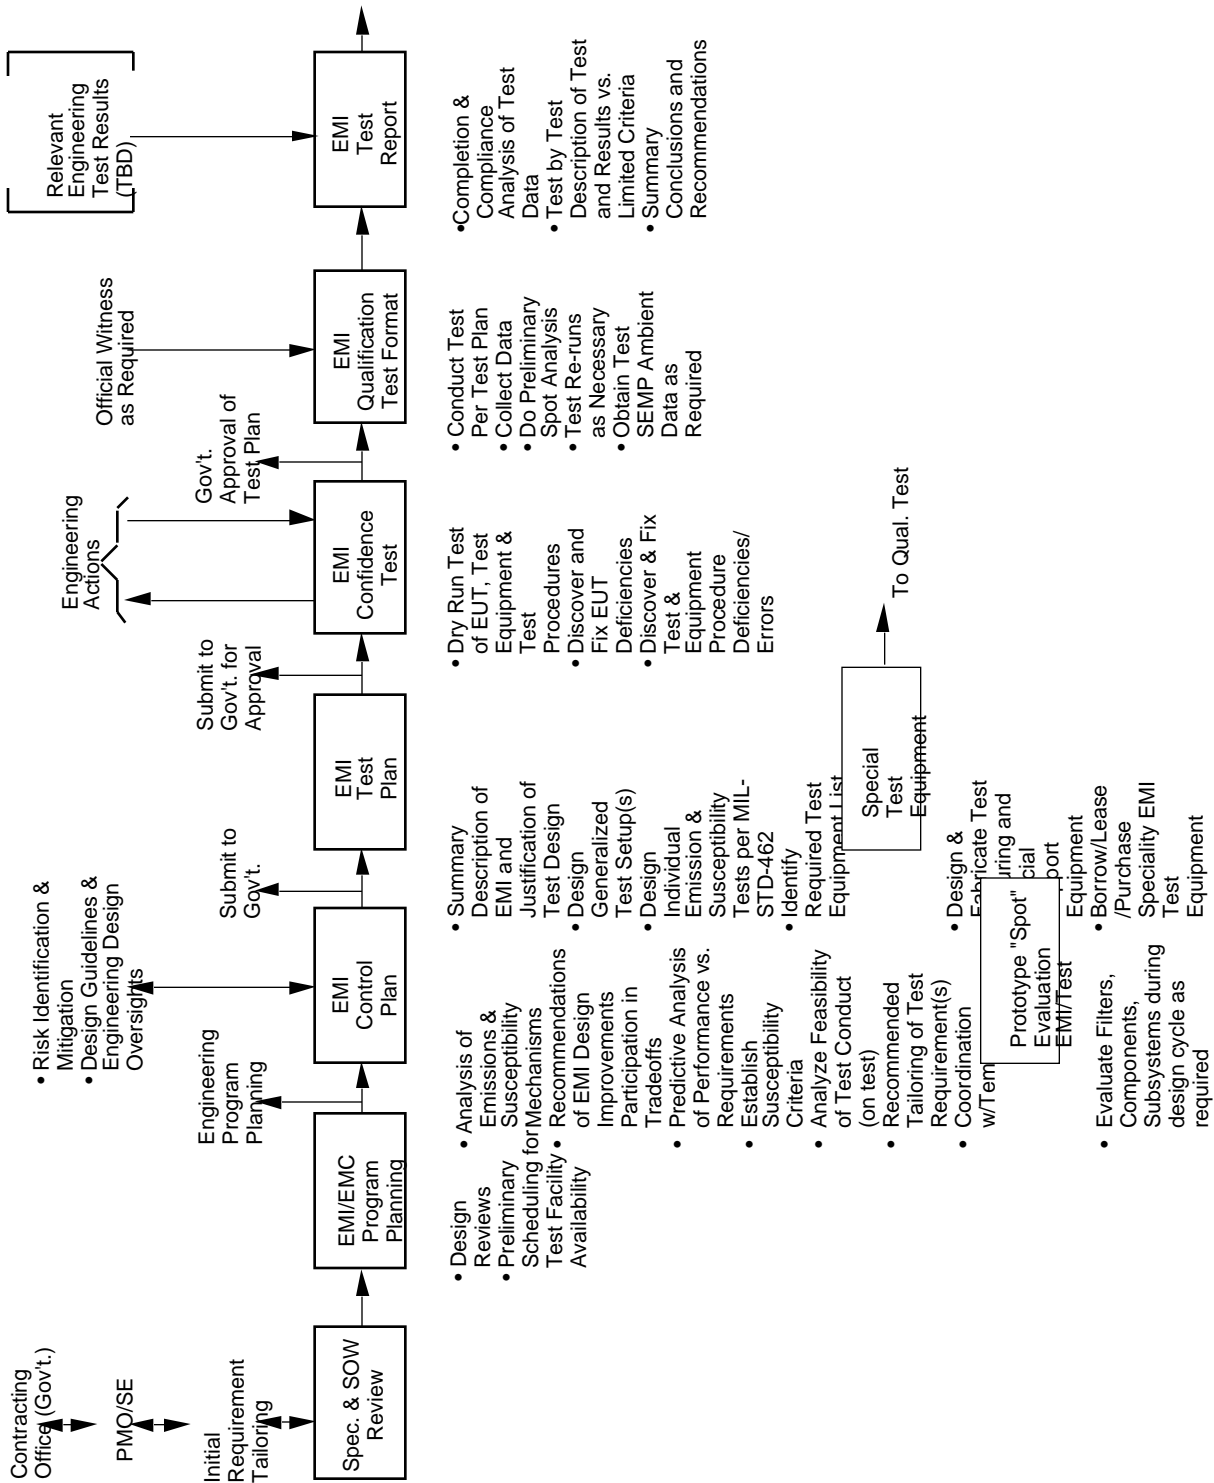 Contracting
Office (Gov't.)
PMO/SE
Initial
Requirement
Tailoring
Spec. & SOW
Review
EMI/EMC
Program
Planning
Engineering
Program
Planning
• Design
Reviews
• Preliminary
Scheduling for
Test Facility
Availability
• Risk Identification &
Mitigation
• Design Guidelines &
Engineering Design
Oversights
EMI
Control
Plan
Submit to
Gov't.
• Analysis of
Emissions &
Susceptibility
Mechanisms
• Recommendations
of EMI Design
Improvements
Participation in
Tradeoffs
• Predictive Analysis
of Performance vs.
Requirements
• Establish
Susceptibility
Criteria
• Analyze Feasibility
of Test Conduct
(on test)
• Recommended
Tailoring of Test
Requirement(s)
• Coordination
Prototype "Spot"
Evaluation
EMI/Test
• Evaluate Filters,
Components,
Subsystems during
design cycle as
required
EMI
Test
Plan
Submit to
Gov't. for
Approval
• Summary
Description of
EMI and
Justification of
Test Design
• Design
Generalized
Test Setup(s)
• Design
Individual
Emission &
Susceptibility
Tests per MIL-
STD-462
• Identify
Required Test
Equipment List
Special
Test
Equipment
To Qual. Test
• Design &
Fabricate Test
and
Equipment
• Borrow/Lease
/Purchase
Speciality EMI
Test
Equipment
Engineering
Actions
EMI
Confidence
Test
Gov't.
Approval of
Test Plan
• Dry Run Test
of EUT, Test
Equipment &
Test
Procedures
• Discover and
Fix EUT
Deficiencies
• Discover & Fix
Test &
Equipment
Procedure
Deficiencies/
Errors
Official Witness
as Required
EMI
Qualification
Test Format
• Conduct Test
Per Test Plan
• Collect Data
• Do Preliminary
Spot Analysis
• Test Re-runs
as Necessary
• Obtain Test
SEMP Ambient
Data as
Required
Relevant
Engineering
Test Results
(TBD)
EMI
Test
Report
• Completion &
Compliance
Analysis of Test
Data
• Test by Test
Description of Test
and Results vs.
Limited Criteria
• Summary
Conclusions and
Recommendations